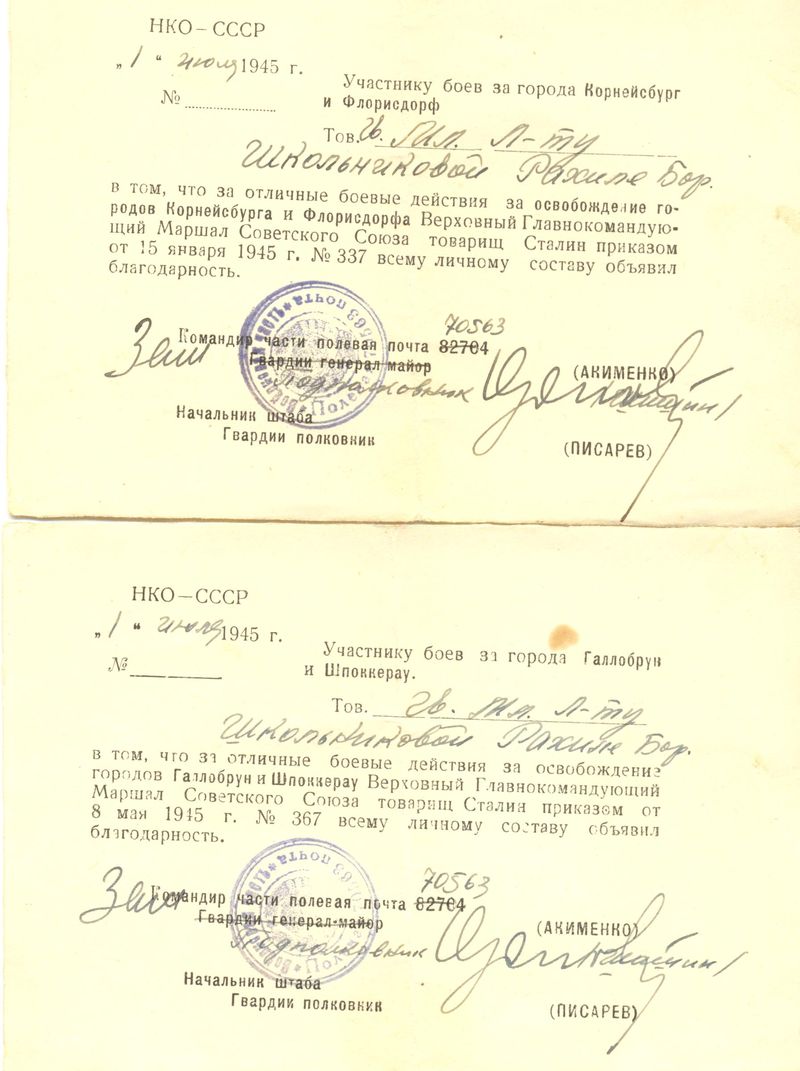 НКО–СССР
„1“ июля 1945 г.
№
Участнику боев за города Корнейсбург
и Флорисдорф
Тов. Гв. Мл. Л-ту
Школьниковой Рахиле Бор.
в том, что за отличные боевые действия за освобождение го-
родов Корнейсбурга и Флорисдорфа Верховный Главнокомандую-
щий Маршал Советского Союза товарищ Сталин приказом
от 15 января 1945 г. № 337 всему личному составу объявил
благодарность.
70563
Зам Командир части полевая почта 82704
Гвардии генерал-майор (АКИМЕНКО)
Подполковник
Начальник штаба
Гвардии полковник (ПИСАРЕВ)
НКО–СССР
„1“ июля 1945 г.
№
Участнику боев за города Галлобрун
и Шпоккерау.
Тов. Гв. Мл. Л-ту
Школьниковой Рахиле Бор.
в том, что за отличные боевые действия за освобождение
городов Галлобрун и Шпоккерау Верховный Главнокомандующий
Маршал Советского Союза товарищ Сталин приказом от
8 мая 1945 г. № 367 всему личному составу объявил
благодарность.
70563
Зам Командир части полевая почта 82704
Гвардии генерал-майор (АКИМЕНКО)
Подполковник
Начальник штаба
Гвардии полковник (ПИСАРЕВ)